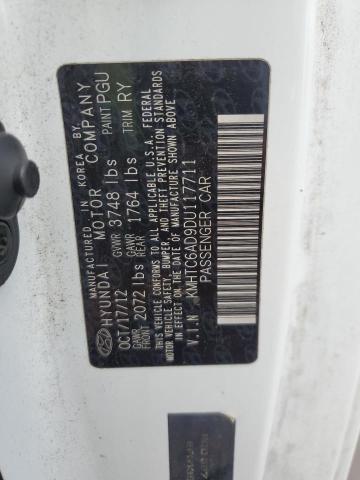 MANUFACTURED IN KOREA BY
HYUNDAI MOTOR COMPANY
OCT/17/12 GVWR 3748 lbs PAINT PGU
GAWR FRONT 2072 lbs GAWR REAR 1764 lbs TRIM RY
THIS VEHICLE CONFORMS TO ALL APPLICABLE U.S.A. FEDERAL
MOTOR VEHICLE SAFETY, BUMPER, AND THEFT PREVENTION
STANDARDS IN EFFECT ON THE DATE OF MANUFACTURE SHOWN ABOVE.
V.I.N KMHTC6AD9DU117711
PASSENGER CAR